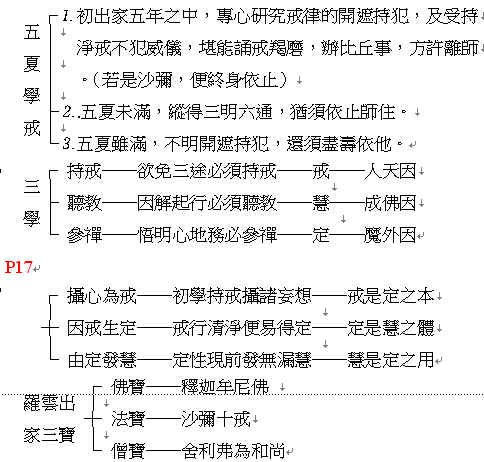 五夏學戒
1. 初出家五年之中，專心研究戒律的開遮持犯，及受持
淨戒不犯威儀，堪能誦戒羯磨，辦比丘事，方許離師
。（若是沙彌，便終身依止）
2..五夏未滿，縱得三明六通，猶須依止師住。
3.五夏雖滿，不明開遮持犯，還須盡壽依他。
三學
持戒——欲免三途必須持戒——戒——人天因
聽教——因解起行必須聽教——慧——成佛因
參禪——悟明心地務必參禪——定——魔外因
P17
攝心為戒——初學持戒攝諸妄想——戒是定之本
因戒生定——戒行清淨便易得定——定是慧之體
由定發慧——定性現前發無漏慧——慧是定之用
羅雲出家三寶
佛寶——釋迦牟尼佛
法寶——沙彌十戒
僧寶——舍利弗為和尚